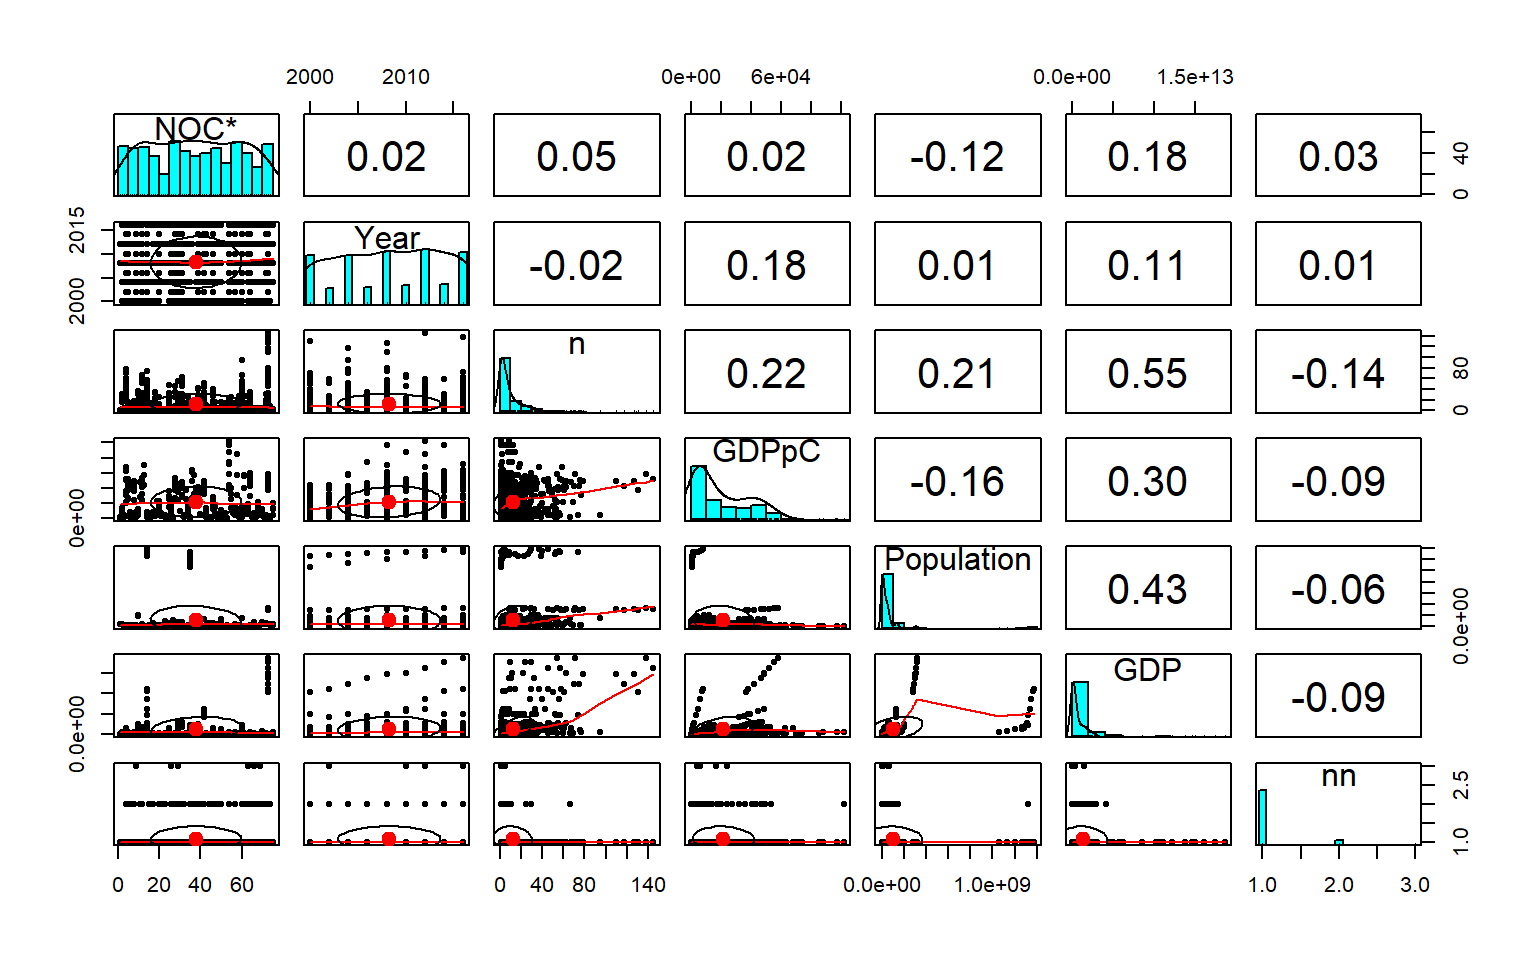 2000 2010 0e+00 6e+04 0.0e+00 1.5e+13
NOC* 0.02 0.05 0.02 -0.12 0.18 0.03 0 40
2000 2015 Year -0.02 0.18 0.01 0.11 0.01
n 0.22 0.21 0.55 -0.14 0 80
0e+00 GDPpC -0.16 0.30 -0.09
Population 0.43 -0.06 0.0e+00
0.0e+00 GDP -0.09
nn 1.0 2.5
0 20 40 60 0 40 80 140 0.0e+00 1.0e+09 1.0 2.0 3.0